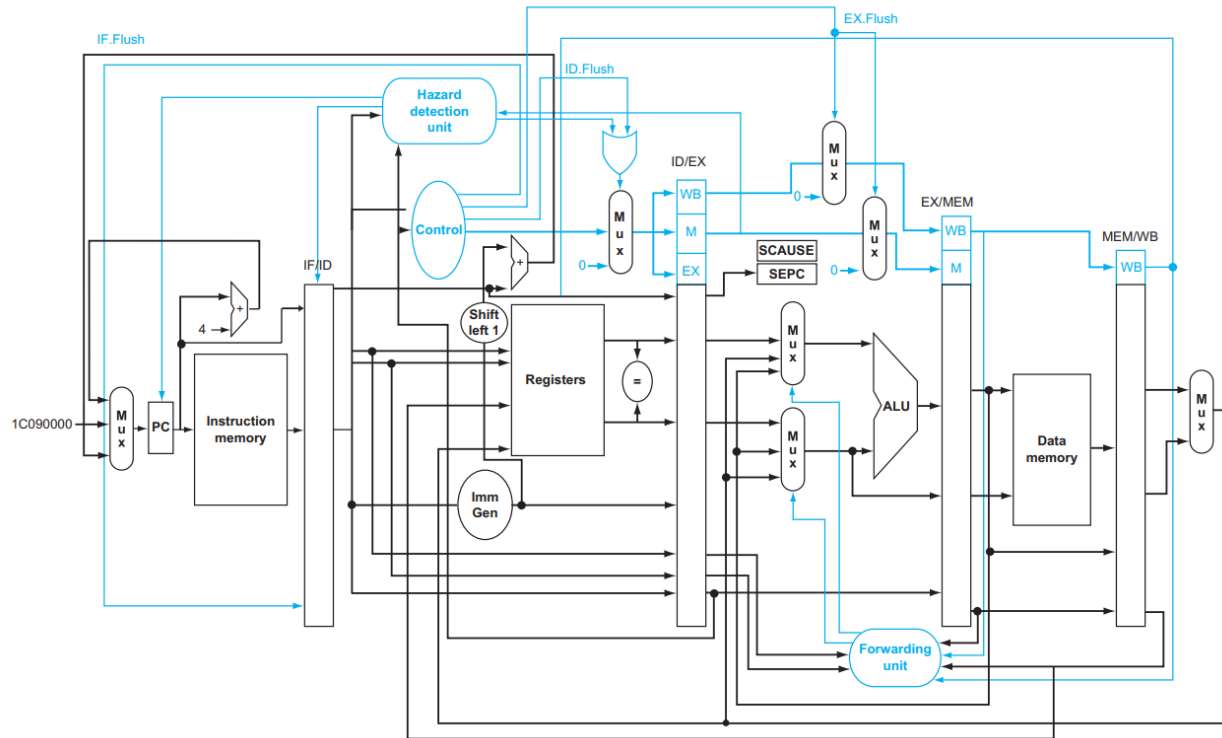 IF.Flush
EX.Flush
ID.Flush
Hazard
detection
unit
Control
0
M
u
x
ID/EX
WB
M
EX
M
u
x
0
M
u
x
0
SCAUSE
SEPC
EX/MEM
WB
M
MEM/WB
WB
IF/ID
+
4
+
Shift
left 1
1C090000
M
u
x
PC
Instruction
memory
Registers
=
Imm
Gen
M
u
x
M
u
x
ALU
Data
memory
M
u
x
Forwarding
unit